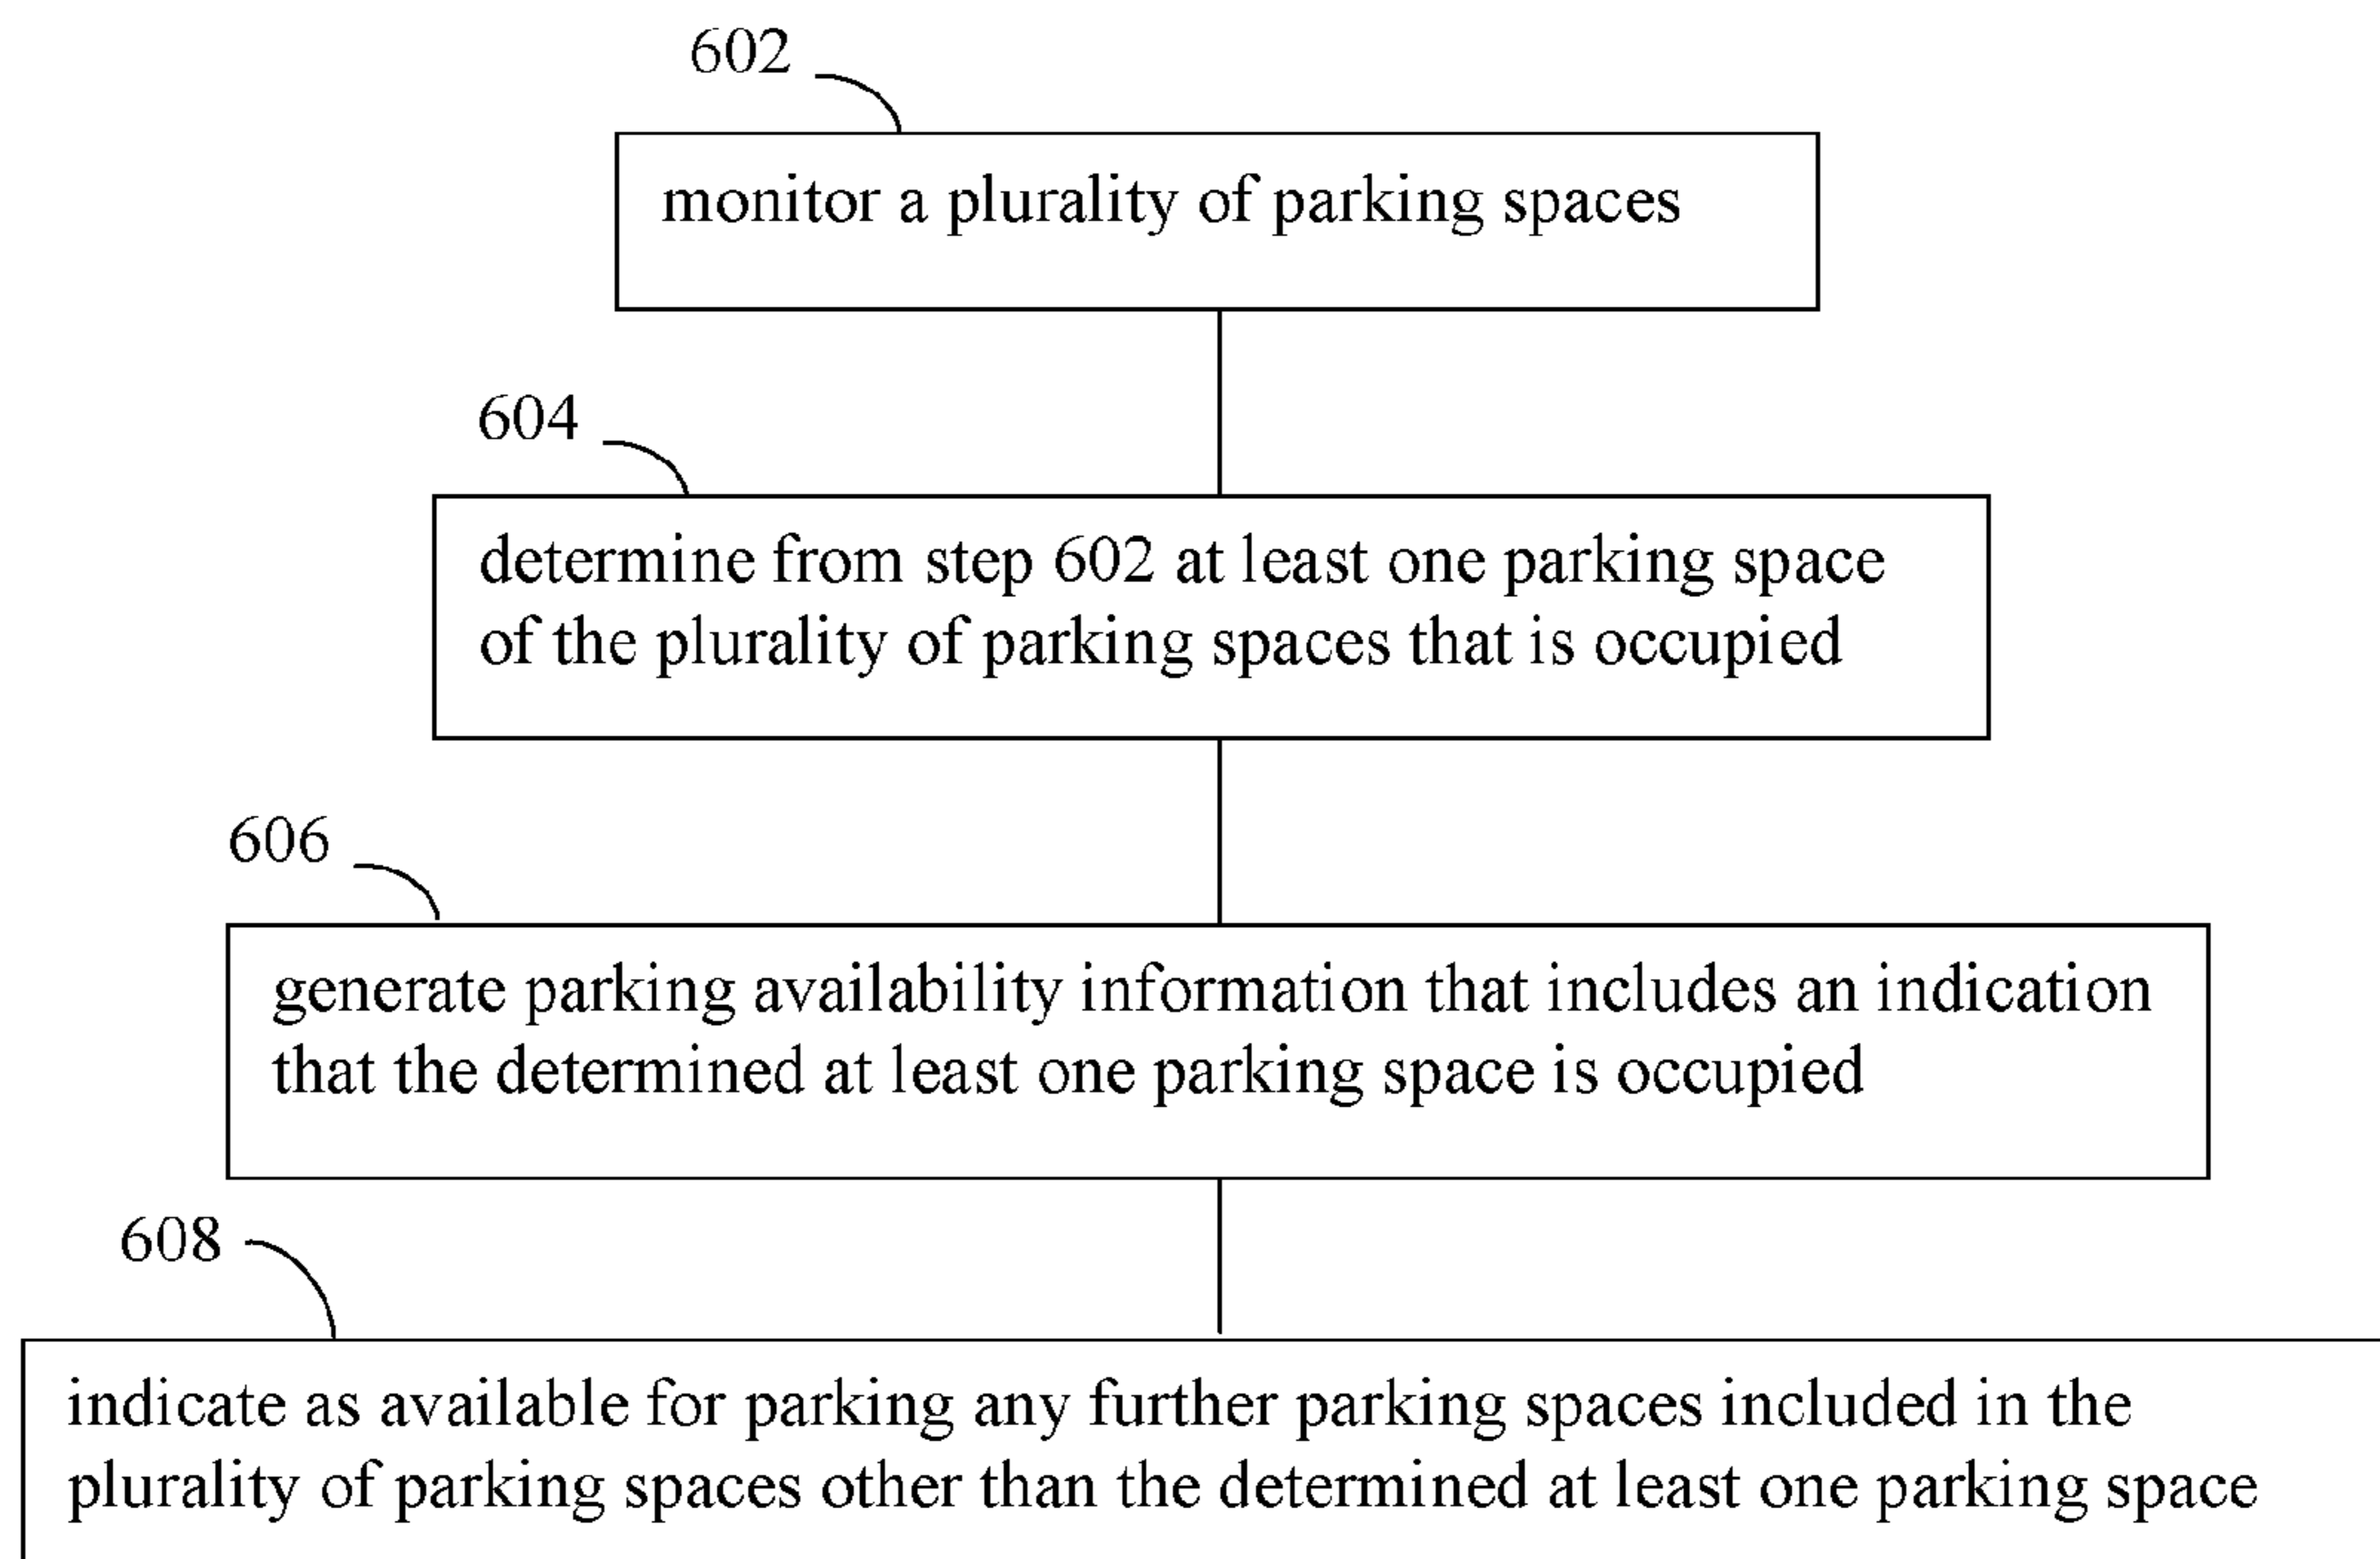 602
monitor a plurality of parking spaces
604
determine from step 602 at least one parking space
of the plurality of parking spaces that is occupied
606
generate parking availability information that includes an indication
that the determined at least one parking space is occupied
608
indicate as available for parking any further parking spaces included in the
plurality of parking spaces other than the determined at least one parking space